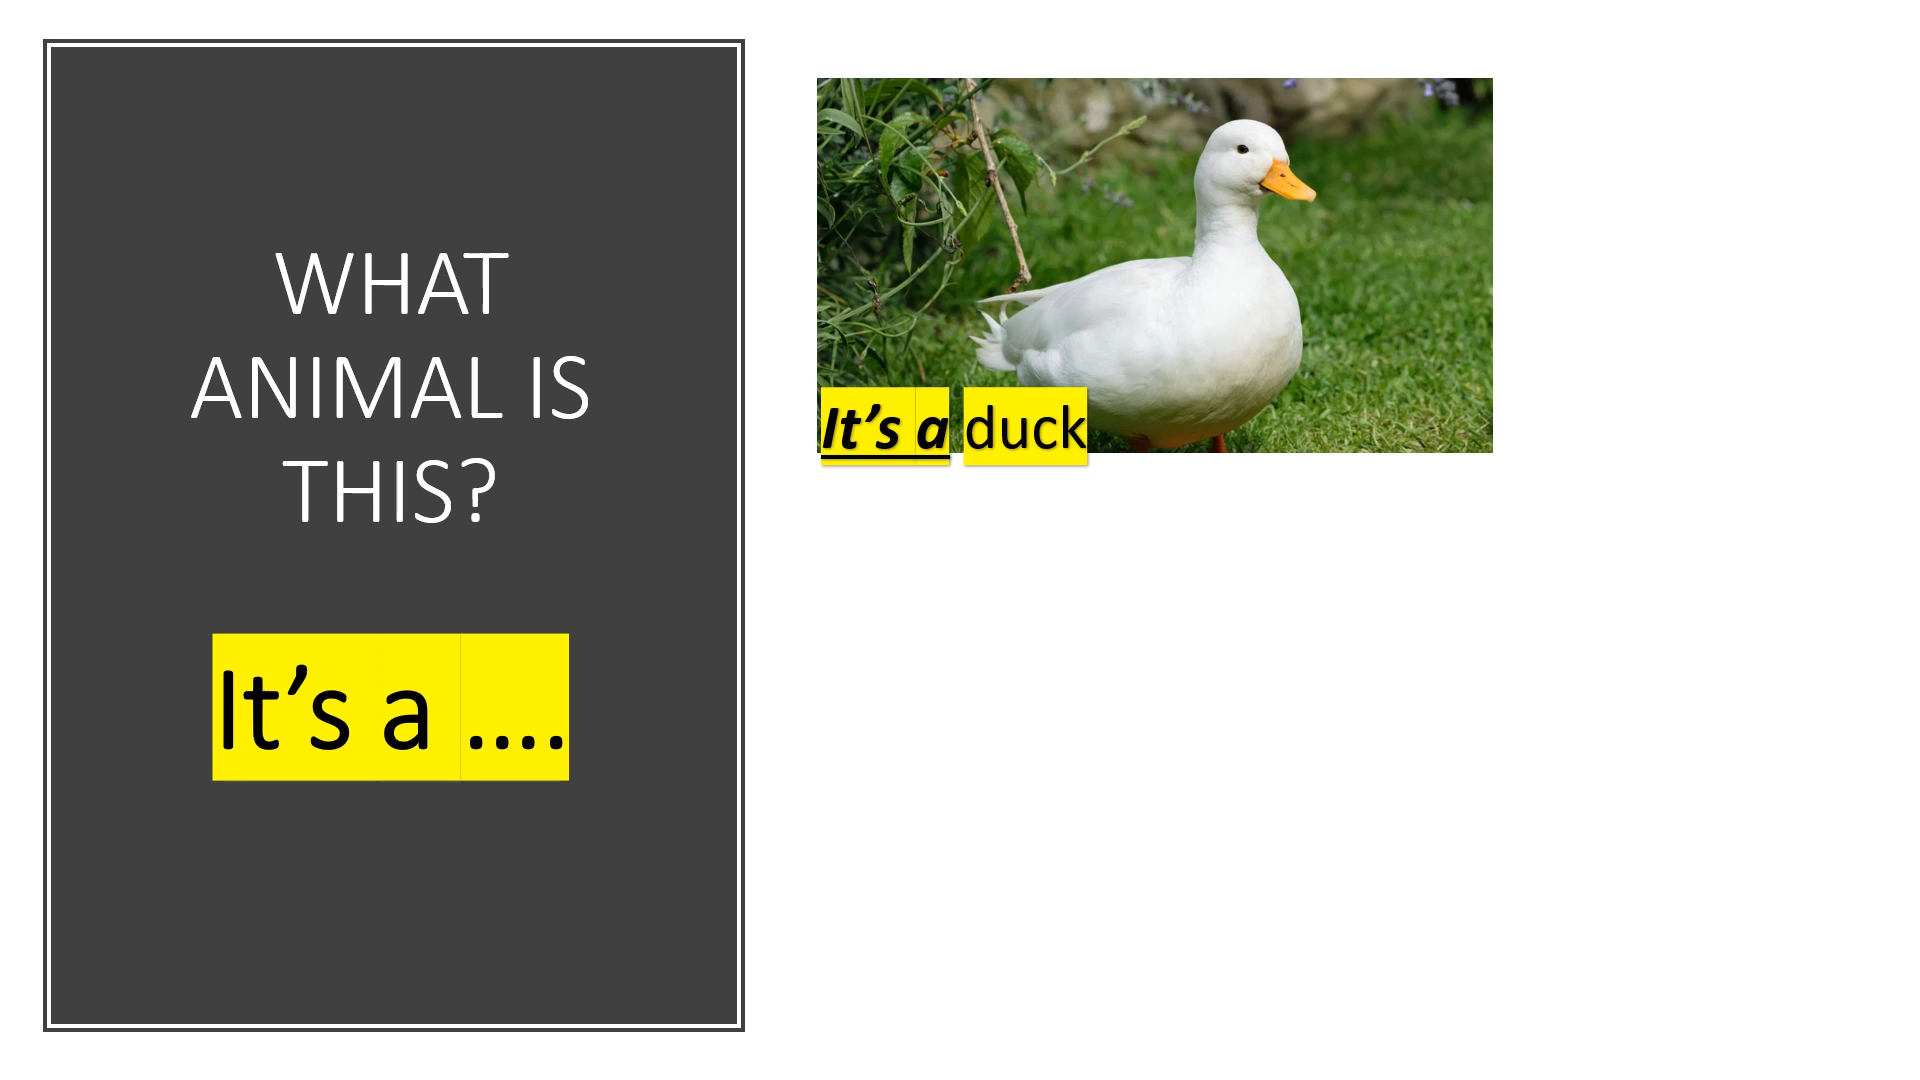 WHAT
ANIMAL IS
THIS?
It’s a ....
It’s a duck